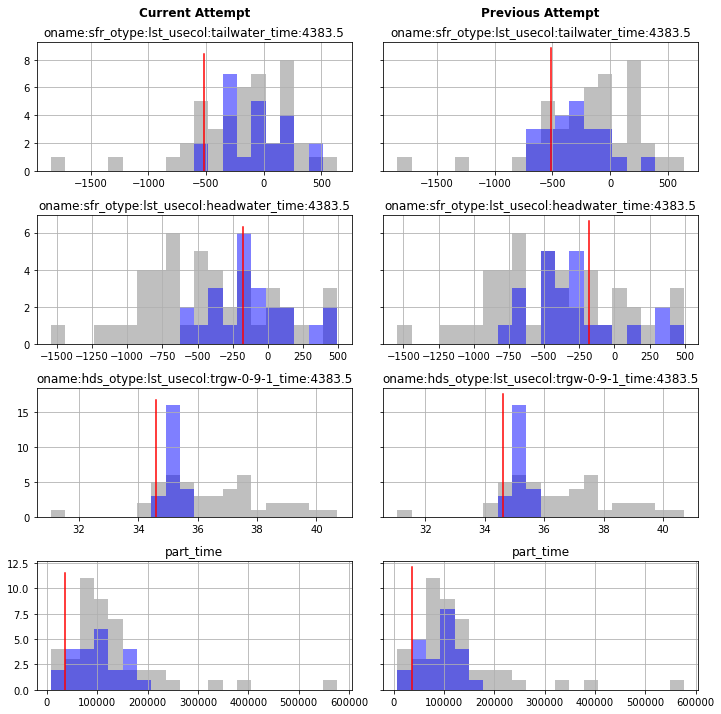 Current Attempt Previous Attempt
oname:sfr_otype:lst_usecol:tailwater_time:4383.5 oname:sfr_otype:lst_usecol:tailwater_time:4383.5
8
6
4
2
0
−1500 −1000 −500 0 500 −1500 −1000 −500 0 500
oname:sfr_otype:lst_usecol:headwater_time:4383.5 oname:sfr_otype:lst_usecol:headwater_time:4383.5
6
4
2
0
−1500 −1250 −1000 −750 −500 −250 0 250 500 −1500 −1250 −1000 −750 −500 −250 0 250 500
oname:hds_otype:lst_usecol:trgw-0-9-1_time:4383.5 oname:hds_otype:lst_usecol:trgw-0-9-1_time:4383.5
15
10
5
0
32 34 36 38 40 32 34 36 38 40
part_time part_time
12.5
10.0
7.5
5.0
2.5
0.0
0 100000 200000 300000 400000 500000 600000 0 100000 200000 300000 400000 500000 600000